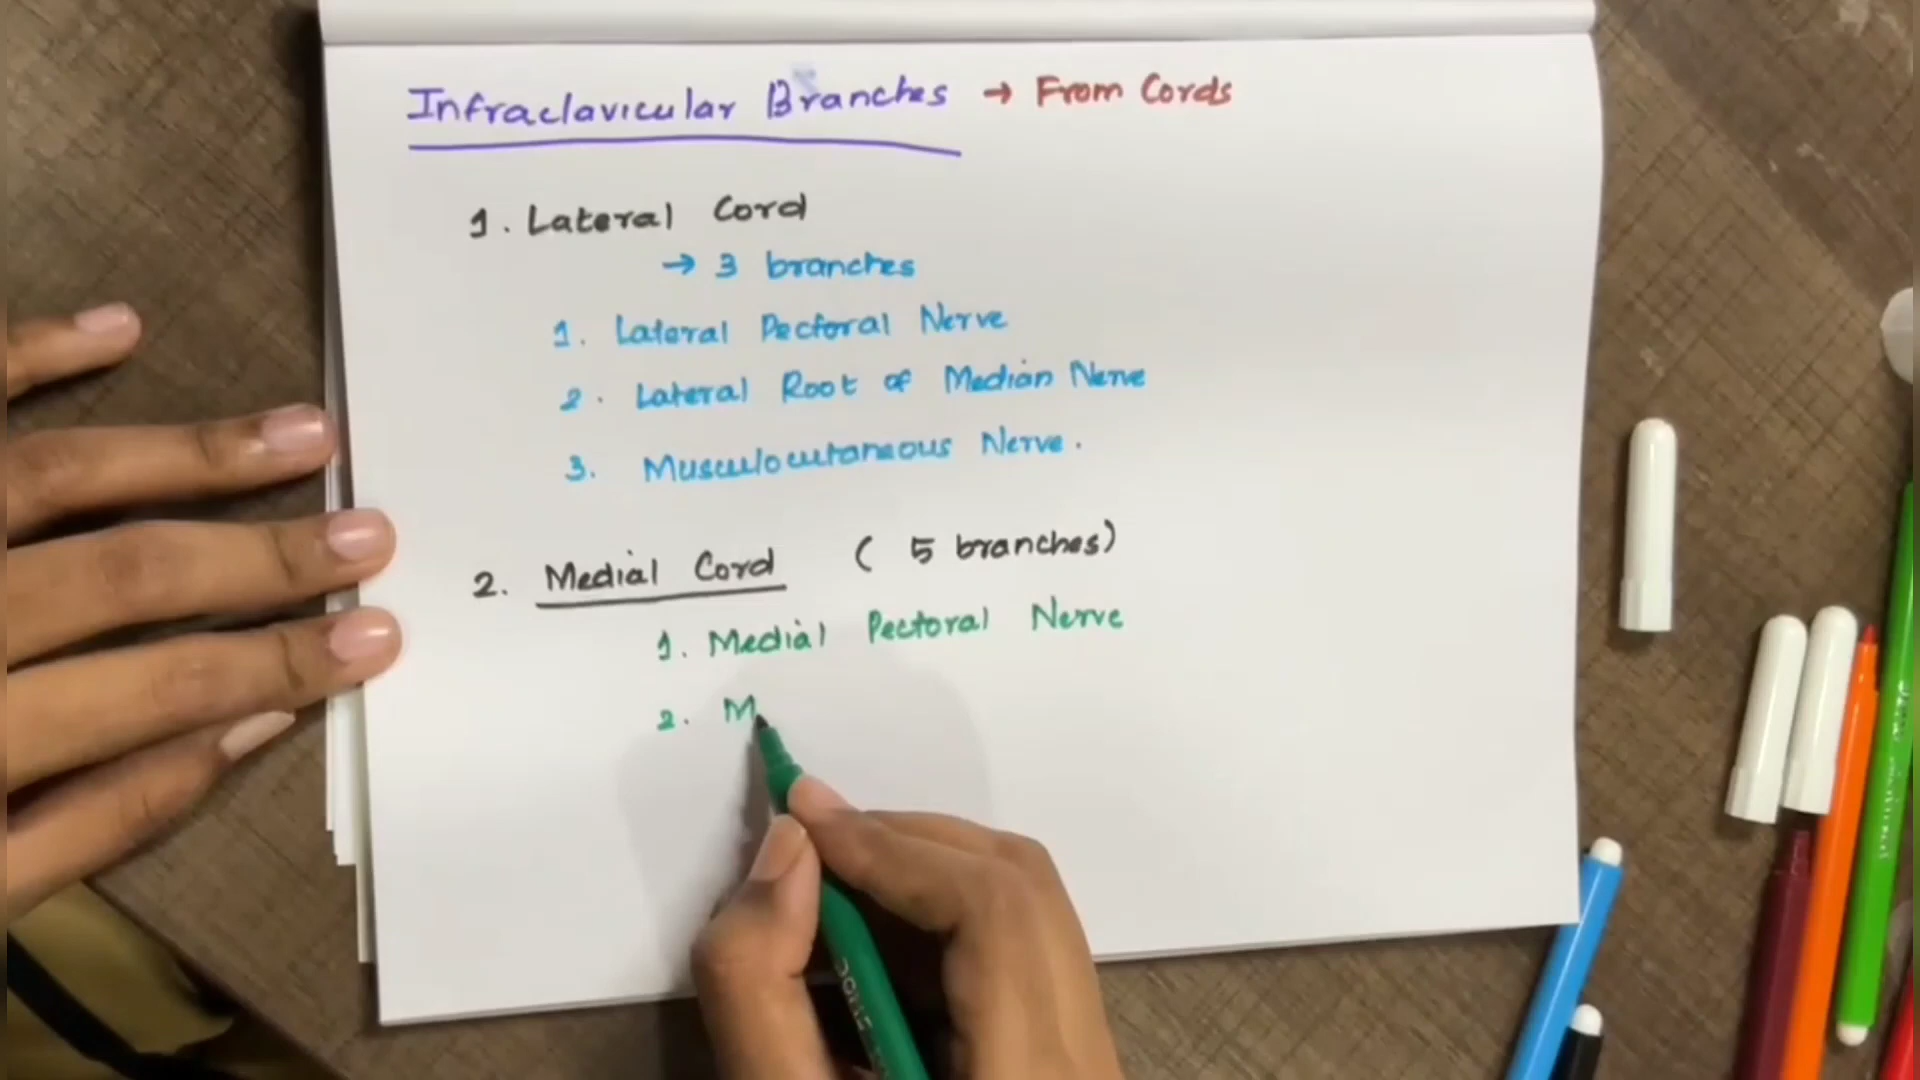 Infraclavicular Branches → From Cords
1. Lateral Cord
→ 3 branches
1. Lateral Pectoral Nerve
2. Lateral Root of Median Nerve
3. Musculocutaneous Nerve.
2. Medial Cord ( 5 branches)
1. Medial Pectoral Nerve
2. M